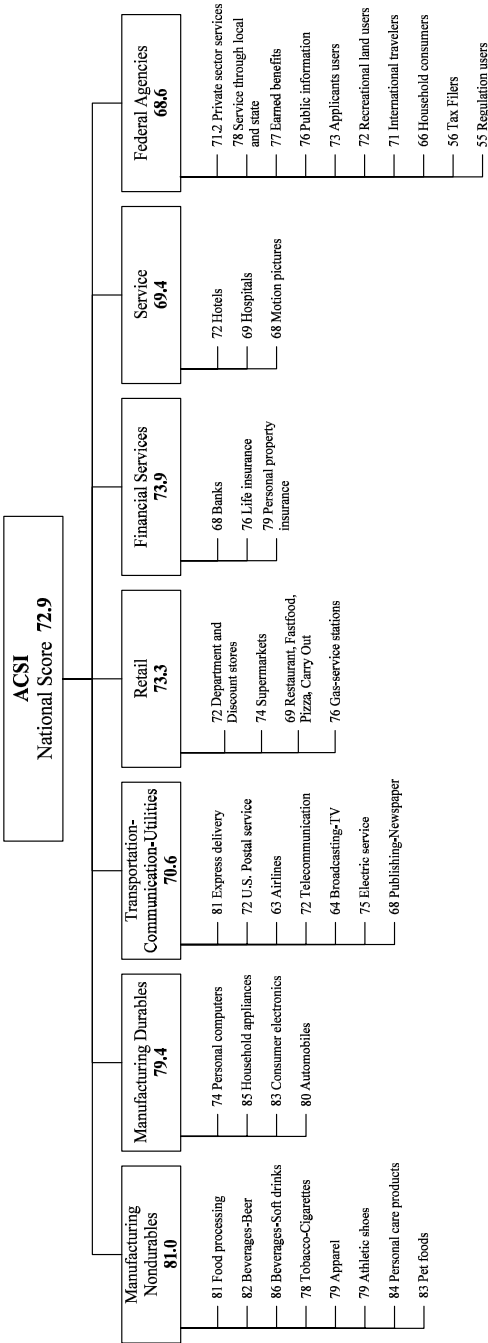 ACSI
National Score 72.9
Manufacturing
Nondurables
81.0
81 Food processing
82 Beverages-Beer
86 Beverages-Soft drinks
78 Tobacco-Cigarettes
79 Apparel
79 Athletic shoes
84 Personal care products
83 Pet foods
Manufacturing Durables
79.4
74 Personal computers
85 Household appliances
83 Consumer electronics
80 Automobiles
Transportation-
Communication-Utilities
70.6
81 Express delivery
72 U.S. Postal service
63 Airlines
72 Telecommunication
64 Broadcasting-TV
75 Electric service
68 Publishing-Newspaper
Retail
73.3
72 Department and
Discount stores
74 Supermarkets
69 Restaurant, Fastfood,
Pizza, Carry Out
76 Gas-service stations
Financial Services
73.9
68 Banks
76 Life insurance
79 Personal property
insurance
Service
69.4
72 Hotels
69 Hospitals
68 Motion pictures
Federal Agencies
68.6
71.2 Private sector services
78 Service through local
and state
77 Earned benefits
76 Public information
73 Applicants users
72 Recreational land users
71 International travelers
66 Household consumers
56 Tax Filers
55 Regulation users